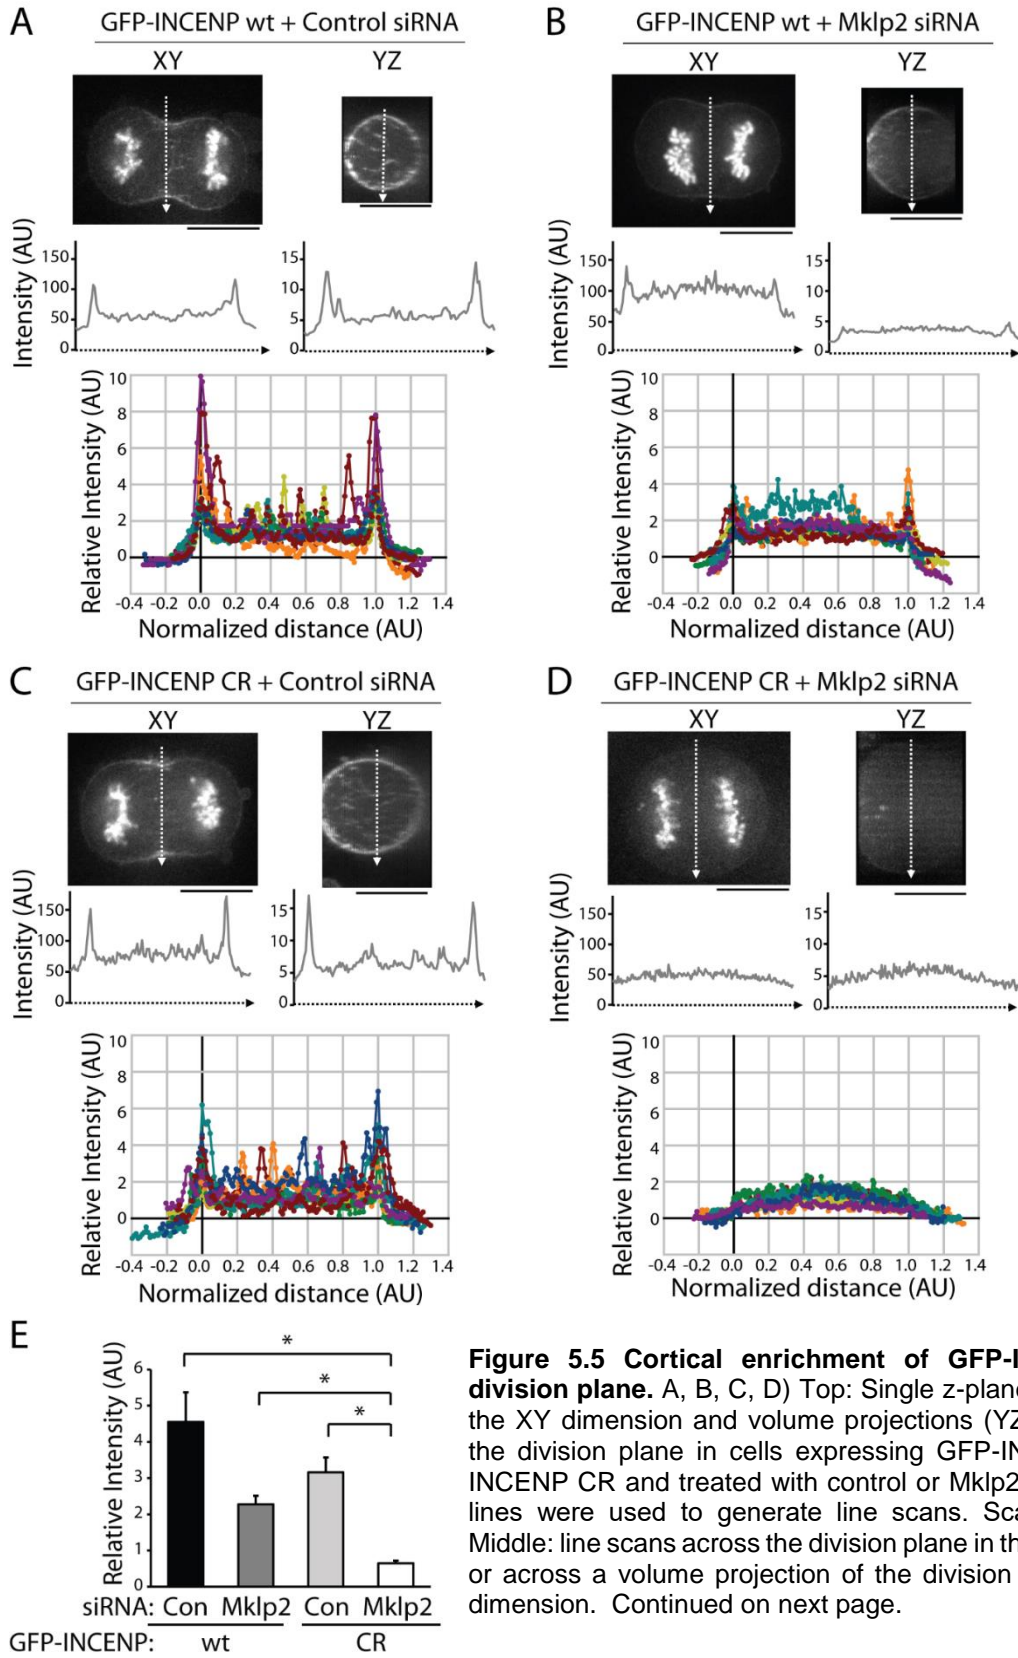 A GFP-INCENP wt + Control siRNA
XY YZ
Intensity (AU)
150
100
50
0
15
10
5
0
Relative Intensity (AU)
10
8
6
4
2
0
-0.4 0.0 0.2 0.4 0.6 0.8 1.0 1.2 1.4
Normalized distance (AU)
B GFP-INCENP wt + Mklp2 siRNA
XY YZ
Intensity (AU)
150
100
50
0
15
10
5
0
Relative Intensity (AU)
10
8
6
4
2
0
-0.4 0.0 0.2 0.4 0.6 0.8 1.0 1.2 1.4
Normalized distance (AU)
C GFP-INCENP CR + Control siRNA
XY YZ
Intensity (AU)
150
100
50
0
15
10
5
0
Relative Intensity (AU)
10
8
6
4
2
0
-0.4 0.0 0.2 0.4 0.6 0.8 1.0 1.2 1.4
Normalized distance (AU)
D GFP-INCENP CR + Mklp2 siRNA
XY YZ
Intensity (AU)
150
100
50
0
15
10
5
0
Relative Intensity (AU)
10
8
6
4
2
0
-0.4 0.0 0.2 0.4 0.6 0.8 1.0 1.2 1.4
Normalized distance (AU)
E
Relative Intensity (AU)
6
5
4
3
2
1
0
*
*
*
siRNA: Con Mklp2 Con Mklp2
GFP-INCENP: wt CR
Figure 5.5 Cortical enrichment of GFP-I
division plane. A, B, C, D) Top: Single z-plane
the XY dimension and volume projections (YZ
the division plane in cells expressing GFP-IN
INCENP CR and treated with control or Mklp2
lines were used to generate line scans. Sca
Middle: line scans across the division plane in th
or across a volume projection of the division
dimension. Continued on next page.